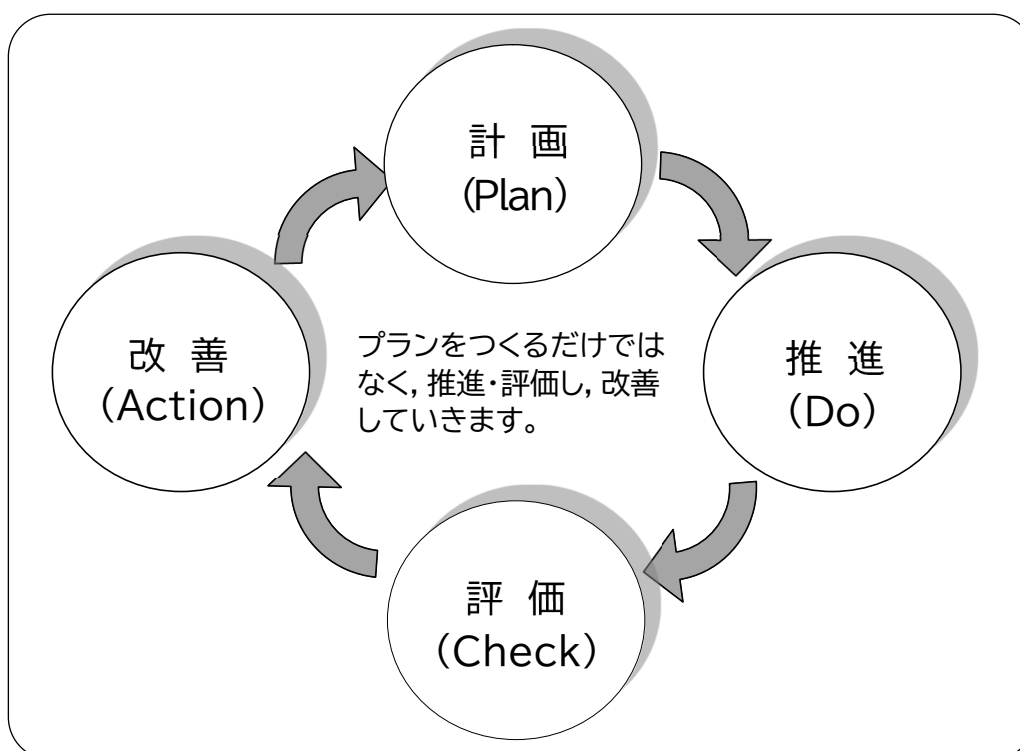 計 画
(Plan)
改 善
(Action)
プランをつくるだけでは
なく，推進・評価し，改善
していきます。
推 進
(Do)
評 価
(Check)